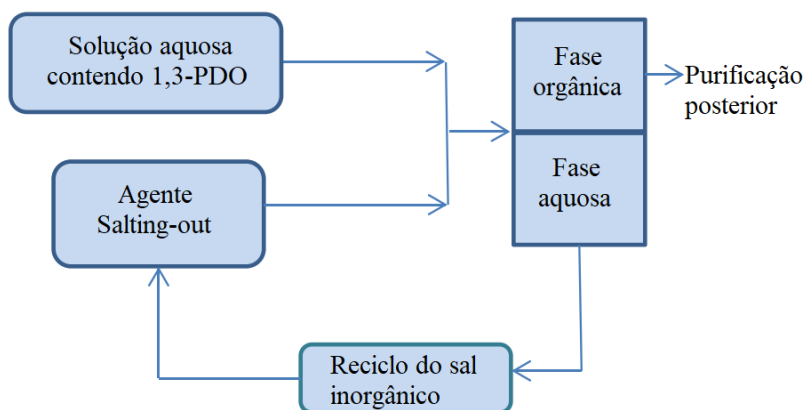 Solução aquosa
contendo 1,3-PDO
Fase
orgânica
Purificação
posterior
Agente
Salting-out
Fase
aquosa
Reciclo do sal
inorgânico